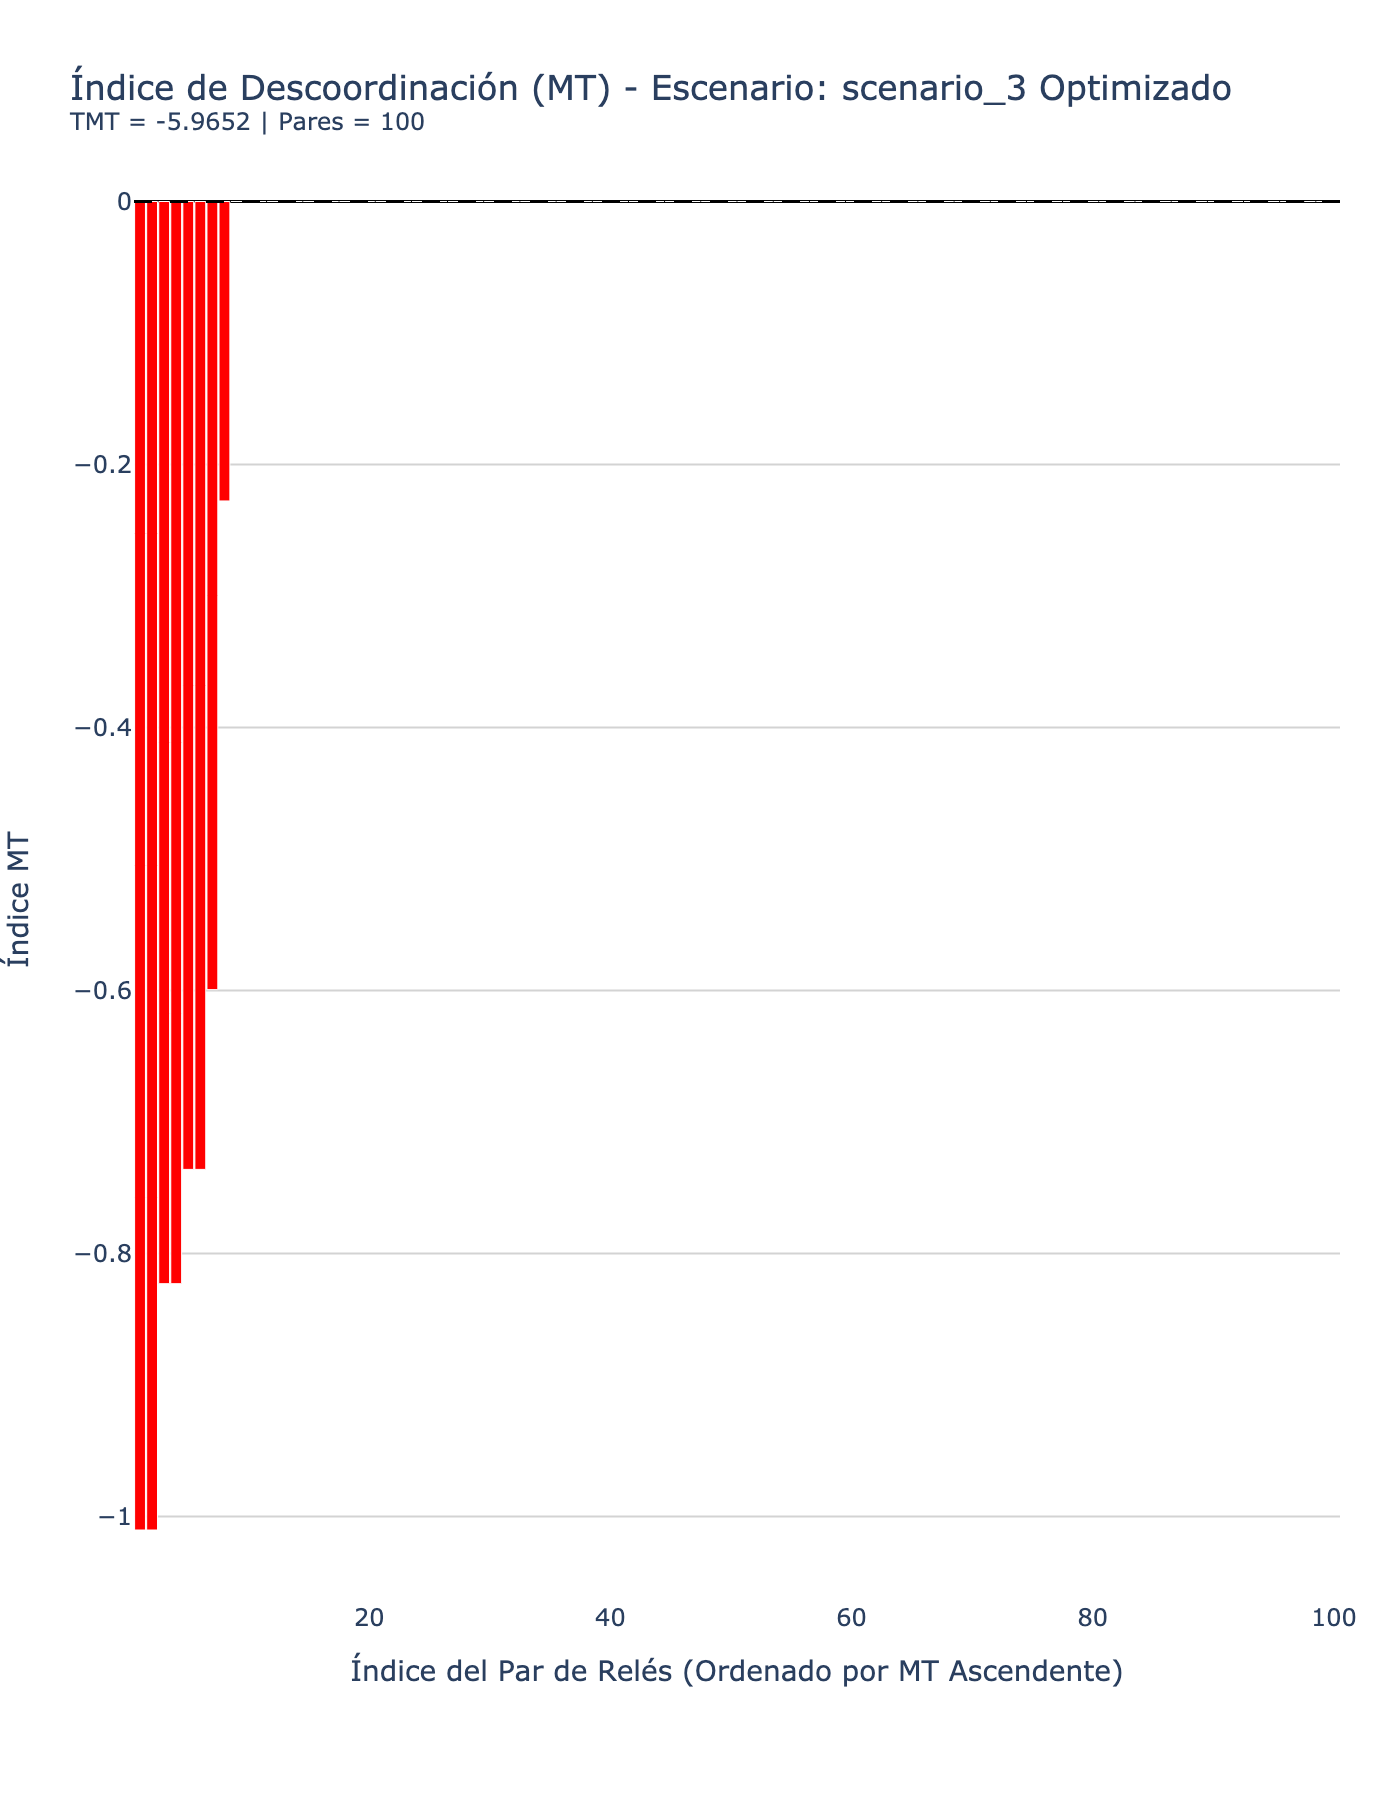 Índice de Descoordinación (MT) - Escenario: scenario_3 Optimizado
TMT = -5.9652 | Pares = 100
0
−0.2
−0.4
−0.6
−0.8
−1
Índice MT
20 40 60 80 100
Índice del Par de Relés (Ordenado por MT Ascendente)